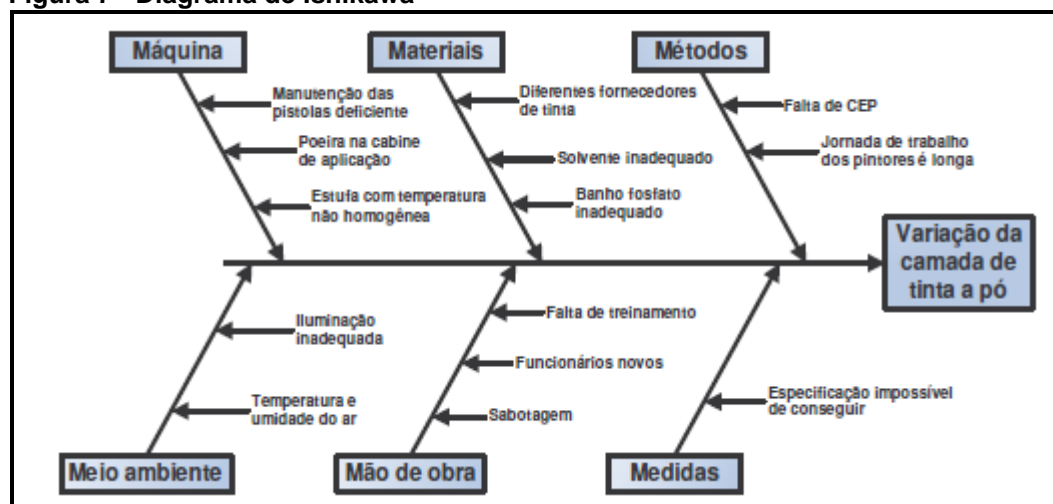 Figura 7 - Diagrama de Ishikawa
Máquina
Materiais
Métodos
Manutenção das
pistolas deficiente
Poeira na cabine
de aplicação
Estufa com temperatura
não homogênea
Diferentes fornecedores
de tinta
Solvente inadequado
Banho fosfato
inadequado
Falta de CEP
Jornada de trabalho
dos pintores é longa
Variação da
camada de
tinta a pó
Iluminação
inadequada
Temperatura e
umidade do ar
Falta de treinamento
Funcionários novos
Sabotagem
Especificação impossível
de conseguir
Meio ambiente
Mão de obra
Medidas